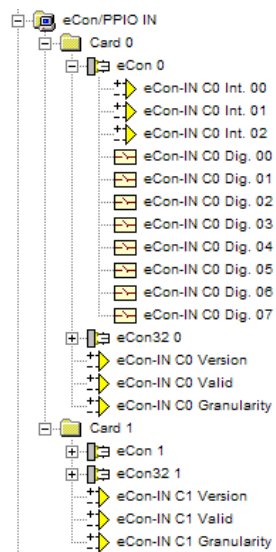 eCon/PPIO IN
Card 0
eCon 0
eCon-IN C0 Int. 00
eCon-IN C0 Int. 01
eCon-IN C0 Int. 02
eCon-IN C0 Dig. 00
eCon-IN C0 Dig. 01
eCon-IN C0 Dig. 02
eCon-IN C0 Dig. 03
eCon-IN C0 Dig. 04
eCon-IN C0 Dig. 05
eCon-IN C0 Dig. 06
eCon-IN C0 Dig. 07
eCon32 0
eCon-IN C0 Version
eCon-IN C0 Valid
eCon-IN C0 Granularity
Card 1
eCon 1
eCon32 1
eCon-IN C1 Version
eCon-IN C1 Valid
eCon-IN C1 Granularity